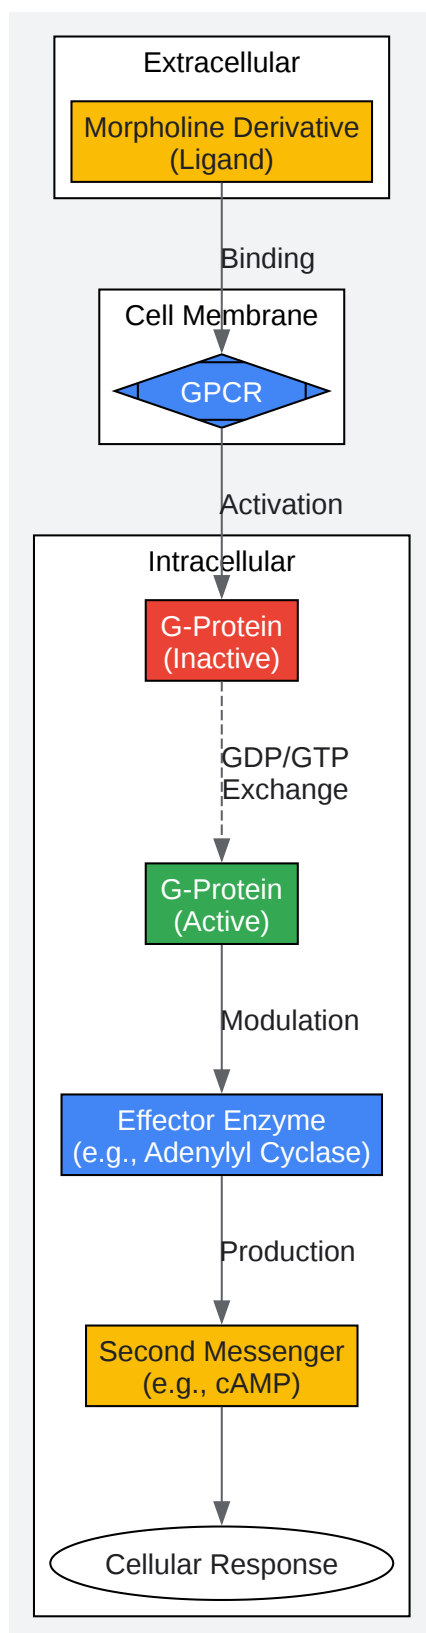 Extracellular
Morpholine Derivative
(Ligand)
Binding
Cell Membrane
GPCR
Activation
Intracellular
G-Protein
(Inactive)
GDP/GTP
Exchange
G-Protein
(Active)
Modulation
Effector Enzyme
(e.g., Adenylyl Cyclase)
Production
Second Messenger
(e.g., cAMP)
Cellular Response